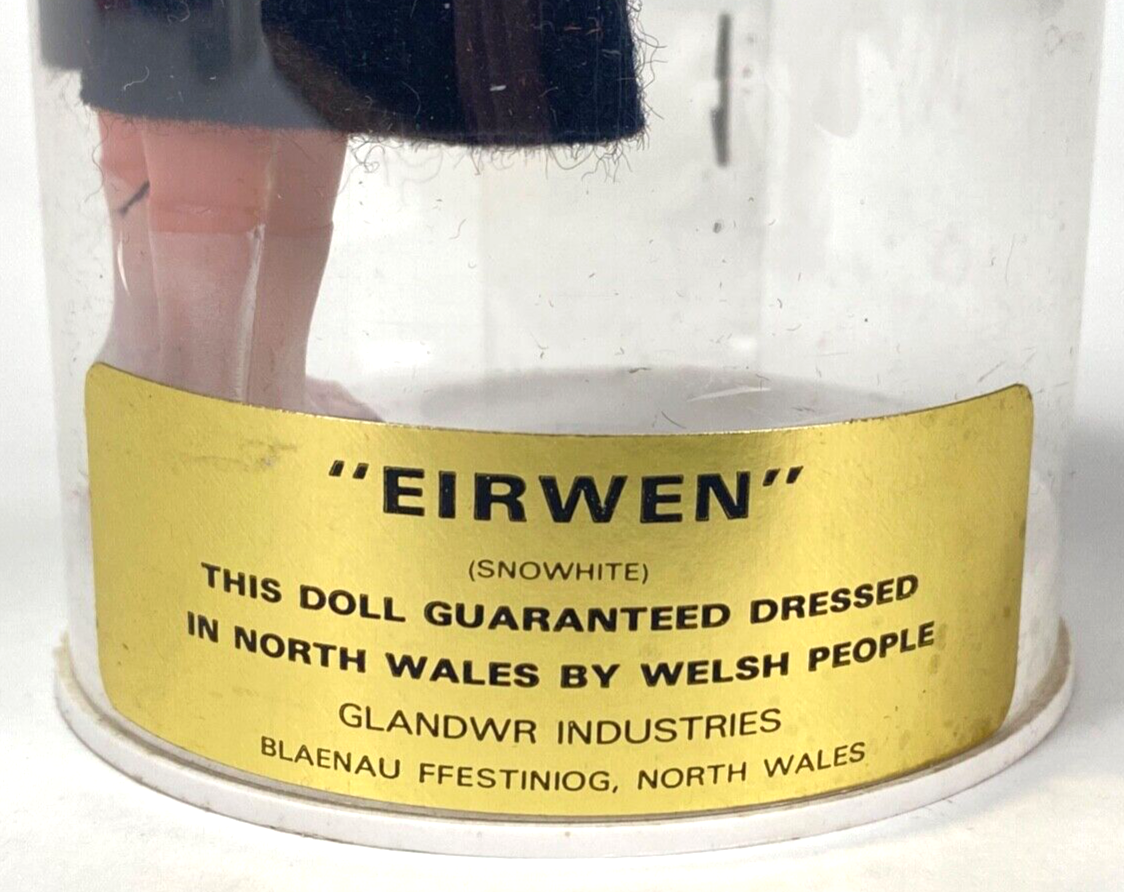 "EIRWEN"
(SNOWHITE)
THIS DOLL GUARANTEED DRESSED
IN NORTH WALES BY WELSH PEOPLE
GLANDWR INDUSTRIES
BLAENAU FFESTINIOG, NORTH WALES